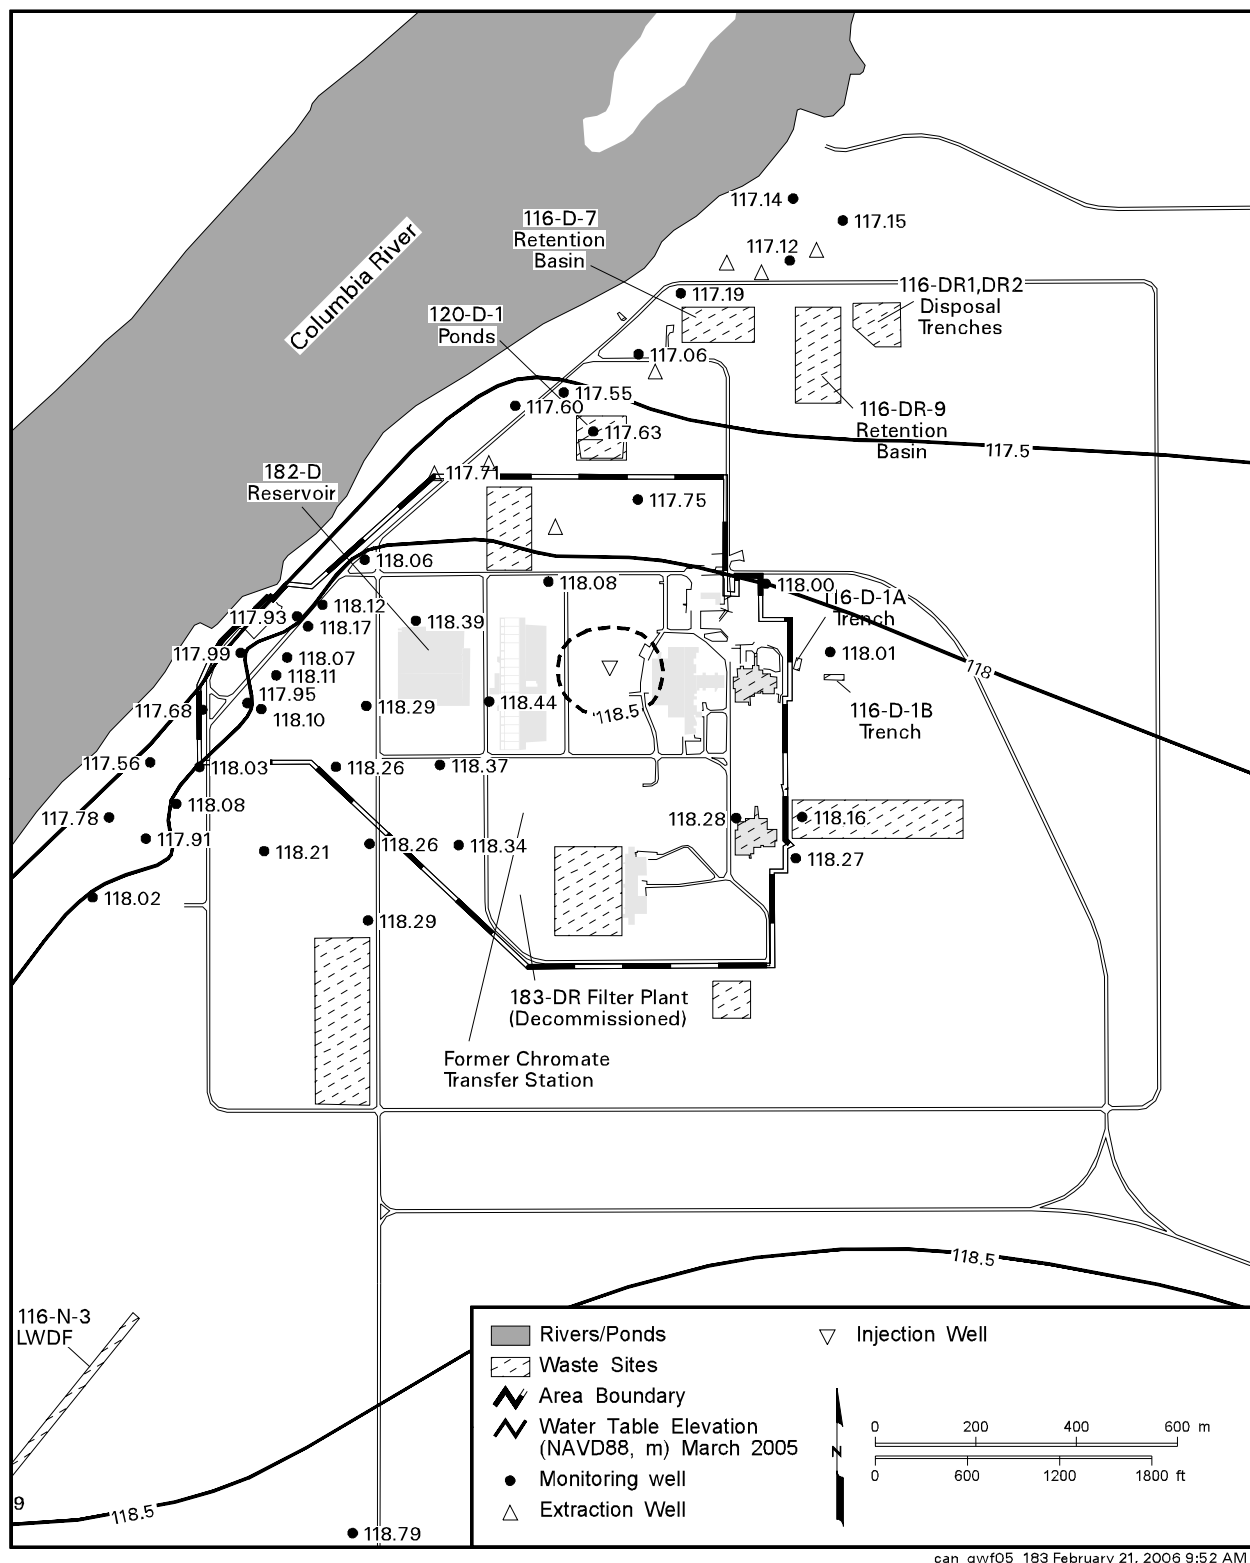 117.14
117.15
116-D-7
Retention
Basin
117.12
Columbia River
117.19
116-DR1,DR2
Disposal
Trenches
120-D-1
Ponds
117.06
117.55
117.60
116-DR-9
Retention
Basin
117.63
117.5
182-D
Reservoir
117.71
117.75
118.06
118.08
118.00
116-D-1A
Trench
118.12
117.93
118.39
118.17
117.99
118.07
118.01
118
118.11
117.95
117.68
118.10
118.29
118.44
118.5
116-D-1B
Trench
117.56
118.03
118.26
118.37
118.08
117.78
118.28
118.16
117.91
118.21
118.26
118.34
118.27
118.02
118.29
183-DR Filter Plant
(Decommissioned)
Former Chromate
Transfer Station
118.5
116-N-3
LWDF
9
118.5
118.79
Rivers/Ponds
Waste Sites
Area Boundary
Water Table Elevation
(NAVD88, m) March 2005
Monitoring well
Extraction Well
Injection Well
N
0 200 400 600 m
0 600 1200 1800 ft
can_gwf05_183 February 21, 2006 9:52 AM